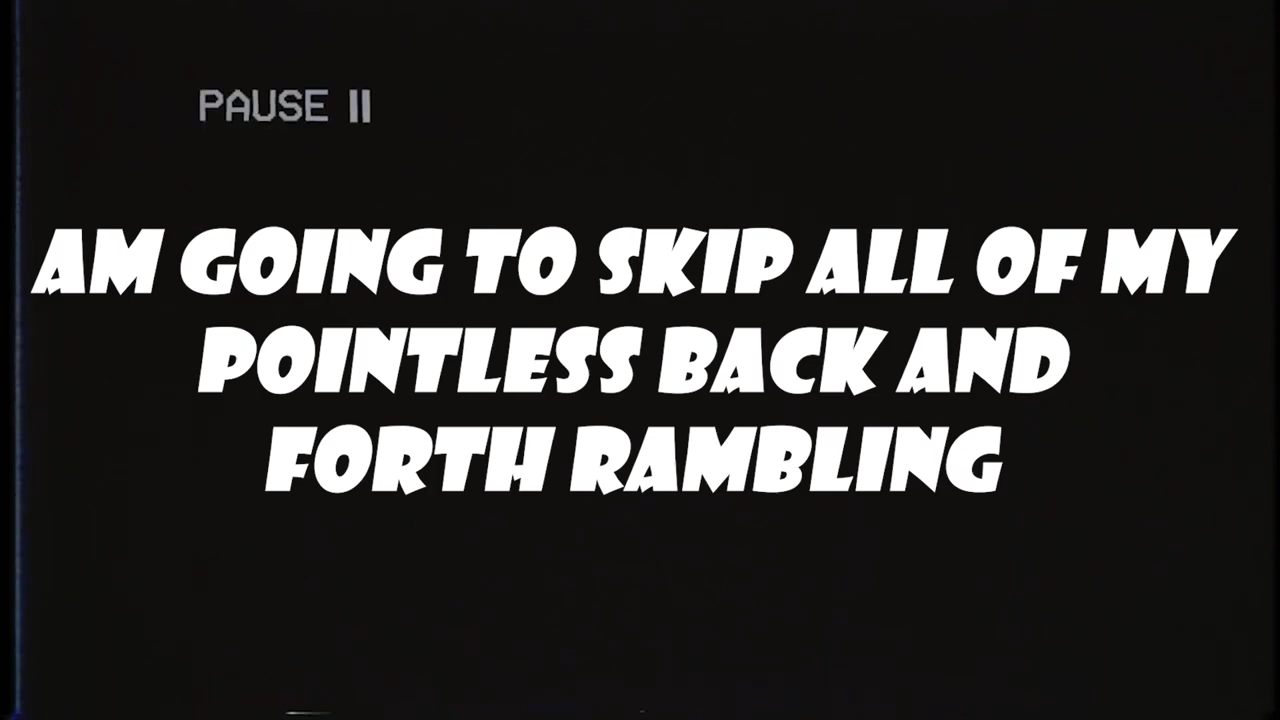 PAUSE II
AM GOING TO SKIP ALL OF MY
POINTLESS BACK AND
FORTH RAMBLING